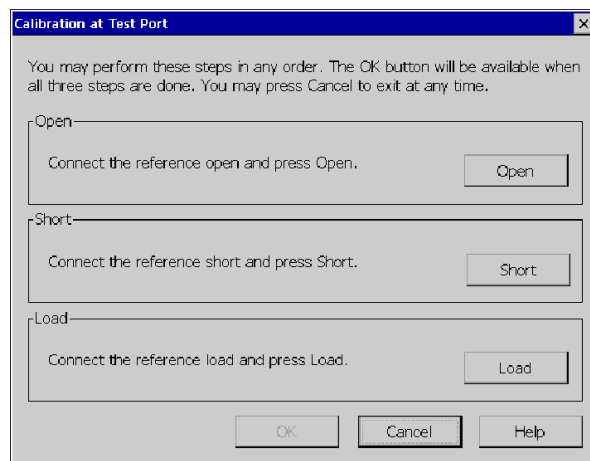 Calibration at Test Port
You may perform these steps in any order. The OK button will be available when
all three steps are done. You may press Cancel to exit at any time.
Open
Connect the reference open and press Open.
Open
Short
Connect the reference short and press Short.
Short
Load
Connect the reference load and press Load.
Load
OK
Cancel
Help